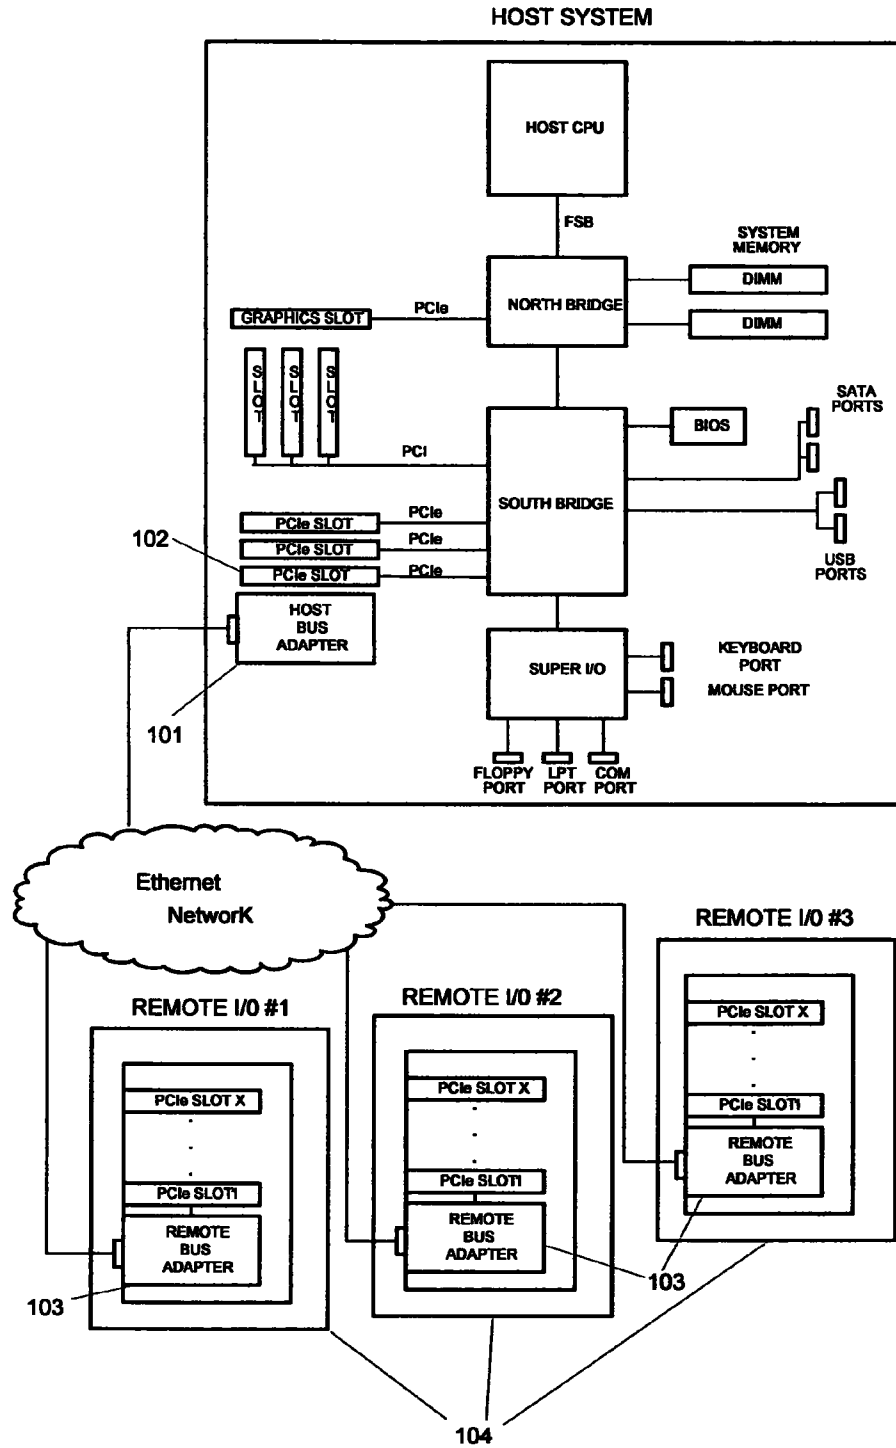 HOST SYSTEM
HOST CPU
FSB
SYSTEM
MEMORY
DIMM
NORTH BRIDGE
PCIe
GRAPHICS SLOT
DIMM
SLOT
SLOT
SLOT
SATA
PORTS
BIOS
PCI
SOUTH BRIDGE
PCIe SLOT
PCIe
PCIe SLOT
PCIe
PCIe SLOT
PCIe
102
USB
PORTS
HOST
BUS
ADAPTER
101
SUPER I/O
KEYBOARD
PORT
MOUSE PORT
FLOPPY
PORT
LPT
PORT
COM
PORT
Ethernet
NetworK
REMOTE I/0 #1
PCIe SLOT X
PCIe SLOT1
REMOTE
BUS
ADAPTER
103
REMOTE I/0 #2
PCIe SLOT X
PCIe SLOT1
REMOTE
BUS
ADAPTER
REMOTE I/0 #3
PCIe SLOT X
PCIe SLOT1
REMOTE
BUS
ADAPTER
103
104